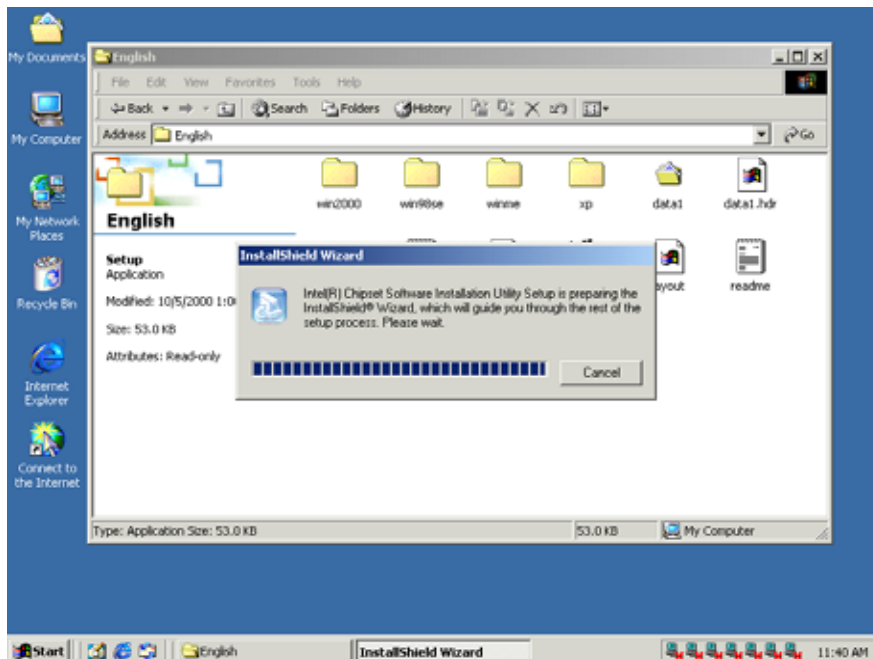 My Documents
My Computer
My Network
Places
Recycle Bin
Internet
Explorer
Connect to
the Internet
English
File Edit View Favorites Tools Help
Back Search Folders History
Address English Go
English
Setup
Application
Modified: 10/5/2000 1:0
Size: 53.0 KB
Attributes: Read-only
win2000 win98se winme xp data1 data1.hdr
ayout readme
InstallShield Wizard
Intel(R) Chipset Software Installation Utility Setup is preparing the
InstallShield® Wizard, which will guide you through the rest of the
setup process. Please wait.
Cancel
Type: Application Size: 53.0 KB 53.0 KB My Computer
Start English InstallShield Wizard 11:40 AM